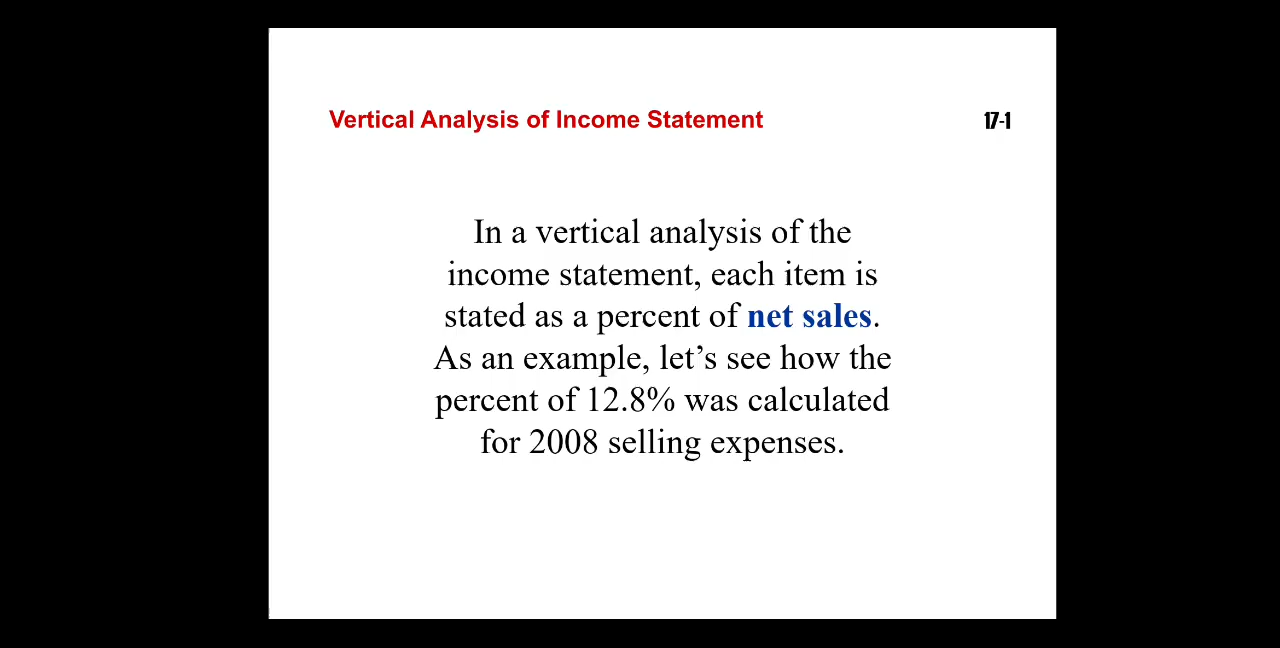 Vertical Analysis of Income Statement
17-1
In a vertical analysis of the
income statement, each item is
stated as a percent of net sales.
As an example, let’s see how the
percent of 12.8% was calculated
for 2008 selling expenses.